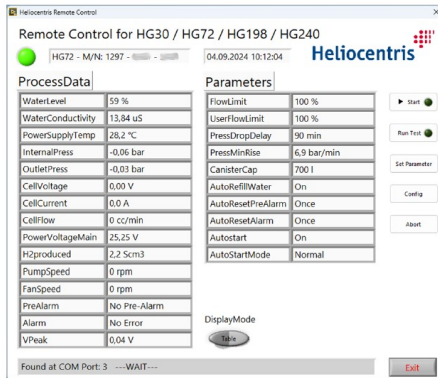 Heliocentris Remote Control
Remote Control for HG30 / HG72 / HG198 / HG240
HG72 - M/N: 1297 -
04.09.2024 10:12:04
Heliocentris
ProcessData
WaterLevel 59 %
WaterConductivity 13,84 uS
PowerSupplyTemp 28,2 °C
InternalPress -0,06 bar
OutletPress -0,03 bar
CellVoltage 0,00 V
CellCurrent 0,0 A
CellFlow 0 cc/min
PowerVoltageMain 25,25 V
H2produced 2,2 Scm3
PumpSpeed 0 rpm
FanSpeed 0 rpm
PreAlarm No Pre-Alarm
Alarm No Error
VPeak 0,04 V
Parameters
FlowLimit 100 %
UserFlowLimit 100 %
PressDropDelay 90 min
PressMinRise 6,9 bar/min
CanisterCap 700 l
AutoRefillWater On
AutoResetPreAlarm Once
AutoResetAlarm Once
Autostart On
AutoStartMode Normal
DisplayMode
Table
Start
Run Test
Set Parameter
Config
Abort
Found at COM Port: 3 ---WAIT---
Exit